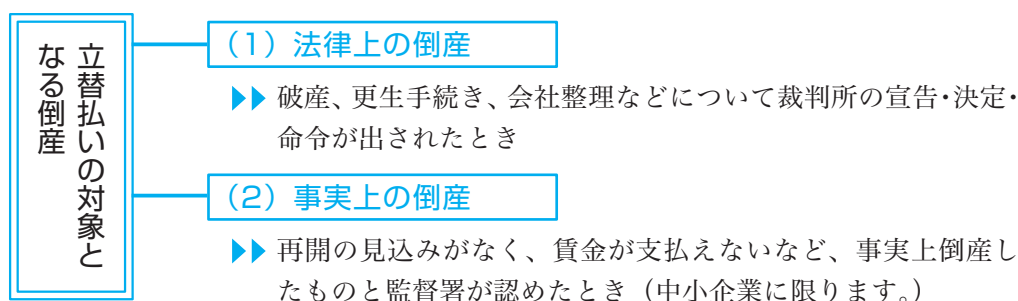 立替払いの対象と
なる倒産
（1）法律上の倒産
▶▶ 破産、更生手続き、会社整理などについて裁判所の宣告・決定・
命令が出されたとき
（2）事実上の倒産
▶▶ 再開の見込みがなく、賃金が支払えないなど、事実上倒産し
たものと監督署が認めたとき（中小企業に限ります。）